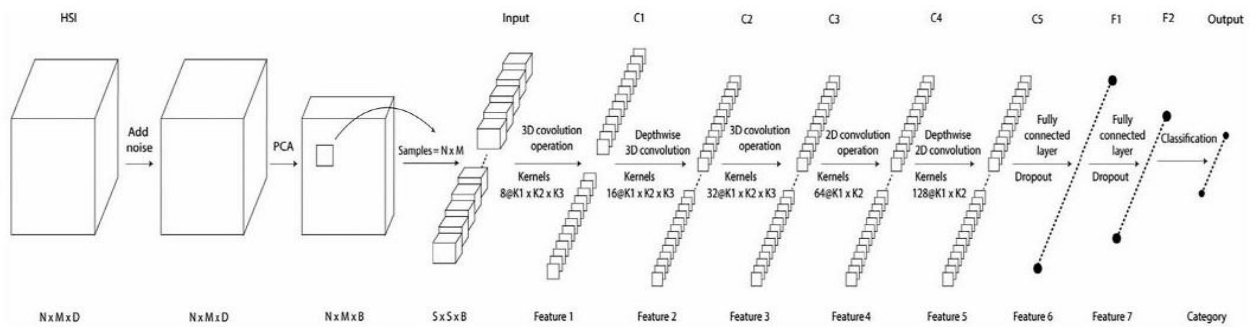 HSI Input C1 C2 C3 C4 C5 F1 F2 Output
Add
noise
PCA
Samples = N x M
3D covolution
operation
Kernels
8@K1 x K2 x K3
Depthwise
3D convolution
Kernels
16@K1 x K2 x K3
3D covolution
operation
Kernels
32@K1 x K2 x K3
2D convolution
operation
Kernels
64@K1 x K2
Depthwise
2D convolution
Kernels
128@K1 x K2
Fully
connected
layer
Dropout
Fully
connected
layer
Dropout
Classification
N x M x D N x M x D N x M x B S x S x B Feature 1 Feature 2 Feature 3 Feature4 Feature 5 Feature 6 Feature 7 Category